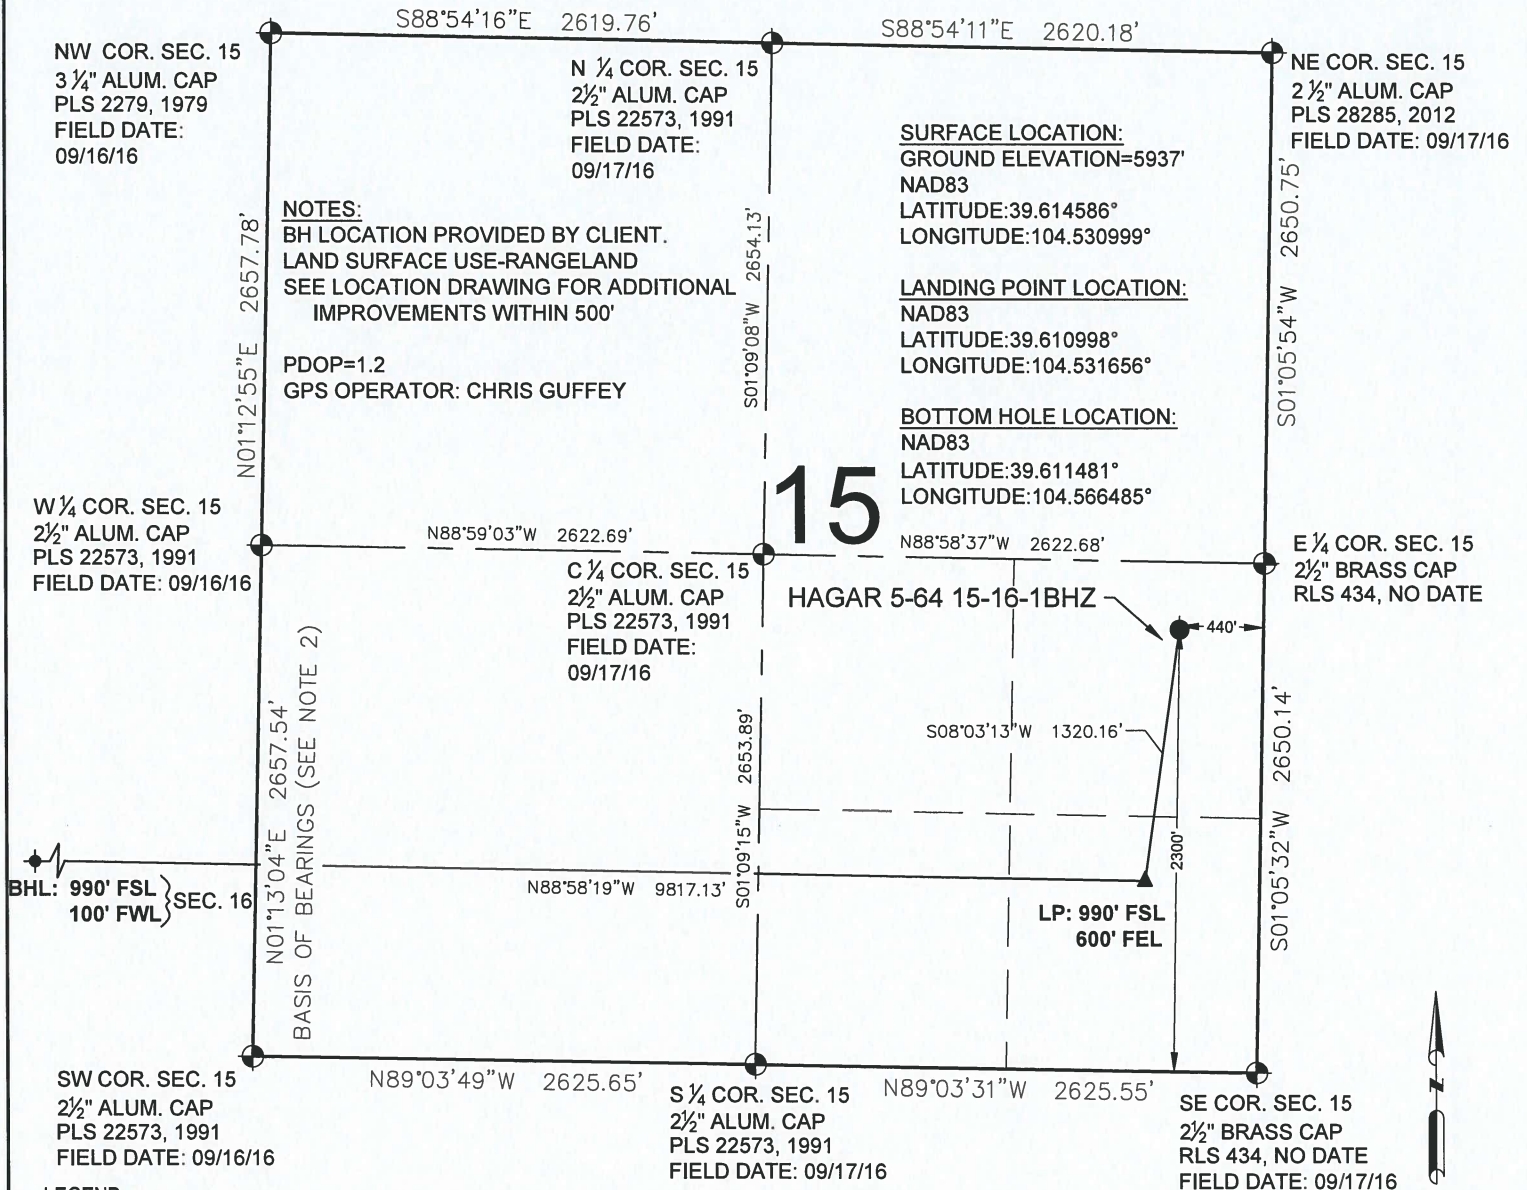 S88°54'16"E 2619.76'
S88°54'11"E 2620.18'
NW COR. SEC. 15
3 ¼" ALUM. CAP
PLS 2279, 1979
FIELD DATE:
09/16/16
N ¼ COR. SEC. 15
2½" ALUM. CAP
PLS 22573, 1991
FIELD DATE:
09/17/16
NE COR. SEC. 15
2 ½" ALUM. CAP
PLS 28285, 2012
FIELD DATE: 09/17/16
SURFACE LOCATION:
GROUND ELEVATION=5937'
NAD83
LATITUDE:39.614586°
LONGITUDE:104.530999°
LANDING POINT LOCATION:
NAD83
LATITUDE:39.610998°
LONGITUDE:104.531656°
BOTTOM HOLE LOCATION:
NAD83
LATITUDE:39.611481°
LONGITUDE:104.566485°
NOTES:
BH LOCATION PROVIDED BY CLIENT.
LAND SURFACE USE-RANGELAND
SEE LOCATION DRAWING FOR ADDITIONAL
IMPROVEMENTS WITHIN 500'
PDOP=1.2
GPS OPERATOR: CHRIS GUFFEY
N01°12'55"E 2657.78'
S01°09'08"W 2654.13'
S01°05'54"W 2650.75'
15
W ¼ COR. SEC. 15
2½" ALUM. CAP
PLS 22573, 1991
FIELD DATE: 09/16/16
N88°59'03"W 2622.69'
N88°58'37"W 2622.68'
C ¼ COR. SEC. 15
2½" ALUM. CAP
PLS 22573, 1991
FIELD DATE:
09/17/16
E ¼ COR. SEC. 15
2½" BRASS CAP
RLS 434, NO DATE
HAGAR 5-64 15-16-1BHZ
440'
S08°03'13"W 1320.16'
N01°13'04"E 2657.54'
BASIS OF BEARINGS (SEE NOTE 2)
S01°09'15"W 2653.89'
2300'
S01°05'32"W 2650.14'
BHL: 990' FSL
100' FWL
SEC. 16
N88°58'19"W 9817.13'
LP: 990' FSL
600' FEL
N89°03'49"W 2625.65'
N89°03'31"W 2625.55'
SW COR. SEC. 15
2½" ALUM. CAP
PLS 22573, 1991
FIELD DATE: 09/16/16
S ¼ COR. SEC. 15
2½" ALUM. CAP
PLS 22573, 1991
FIELD DATE: 09/17/16
SE COR. SEC. 15
2½" BRASS CAP
RLS 434, NO DATE
FIELD DATE: 09/17/16
N
LEGEND